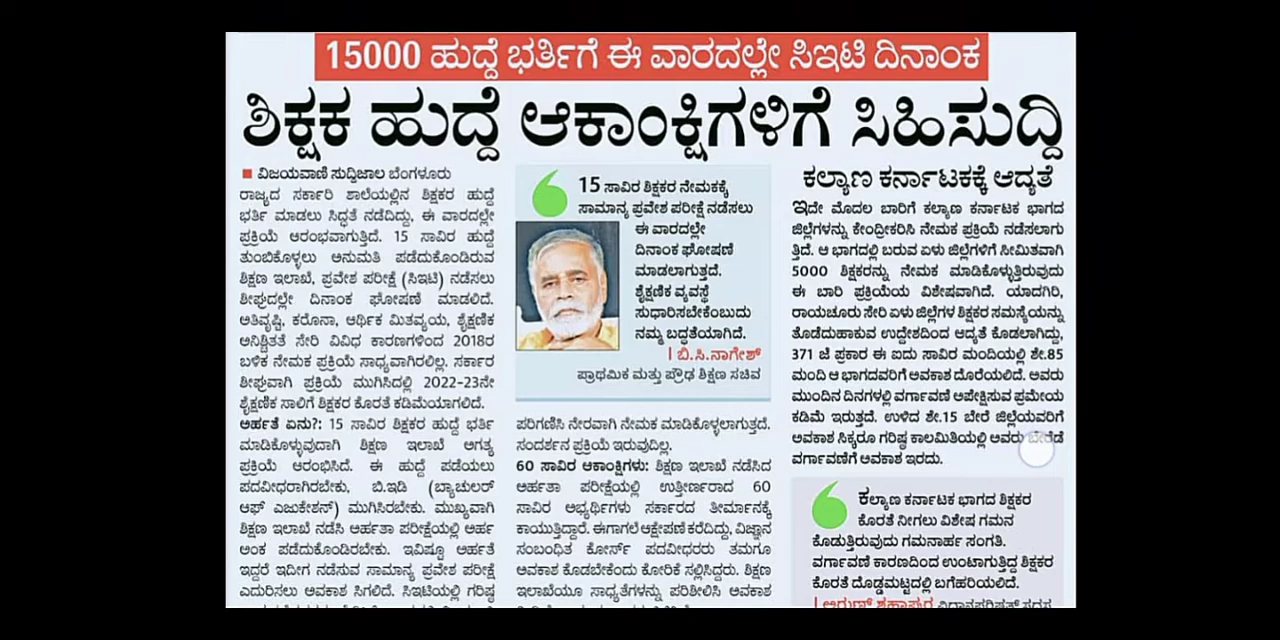 15000 ಹುದ್ದೆ ಭರ್ತಿಗೆ ಈ ವಾರದಲ್ಲೇ ಸಿಇಟಿ ದಿನಾಂಕ
ಶಿಕ್ಷಕ ಹುದ್ದೆ ಆಕಾಂಕ್ಷಿಗಳಿಗೆ ಸಿಹಿಸುದ್ದಿ
■ ವಿಜಯವಾಣಿ ಸುದ್ದಿಜಾಲ ಬೆಂಗಳೂರು
ರಾಜ್ಯದ ಸರ್ಕಾರಿ ಶಾಲೆಯಲ್ಲಿನ ಶಿಕ್ಷಕರ ಹುದ್ದೆ
ಭರ್ತಿ ಮಾಡಲು ಸಿದ್ಧತೆ ನಡೆದಿದ್ದು, ಈ ವಾರದಲ್ಲೇ
ಪ್ರಕ್ರಿಯೆ ಆರಂಭವಾಗುತ್ತಿದೆ. 15 ಸಾವಿರ ಹುದ್ದೆ
ತುಂಬಿಕೊಳ್ಳಲು ಅನುಮತಿ ಪಡೆದುಕೊಂಡಿರುವ
ಶಿಕ್ಷಣ ಇಲಾಖೆ, ಪ್ರವೇಶ ಪರೀಕ್ಷೆ (ಸಿಇಟಿ) ನಡೆಸಲು
ಶೀಘ್ರದಲ್ಲೇ ದಿನಾಂಕ ಘೋಷಣೆ ಮಾಡಲಿದೆ.
ಅತಿವೃಷ್ಟಿ, ಕರೊನಾ, ಆರ್ಥಿಕ ಮಿತವ್ಯಯ, ಶೈಕ್ಷಣಿಕ
ಅನಿಶ್ಚಿತತೆ ಸೇರಿ ವಿವಿಧ ಕಾರಣಗಳಿಂದ 2018ರ
ಬಳಿಕ ನೇಮಕ ಪ್ರಕ್ರಿಯೆ ಸಾಧ್ಯವಾಗಿರಲಿಲ್ಲ. ಸರ್ಕಾರ
ಶೀಘ್ರವಾಗಿ ಪ್ರಕ್ರಿಯೆ ಮುಗಿಸಿದಲ್ಲಿ 2022-23ನೇ
ಶೈಕ್ಷಣಿಕ ಸಾಲಿಗೆ ಶಿಕ್ಷಕರ ಕೊರತೆ ಕಡಿಮೆಯಾಗಲಿದೆ.
ಅರ್ಹತೆ ಏನು?: 15 ಸಾವಿರ ಶಿಕ್ಷಕರ ಹುದ್ದೆ ಭರ್ತಿ
ಮಾಡಿಕೊಳ್ಳುವುದಾಗಿ ಶಿಕ್ಷಣ ಇಲಾಖೆ ಅಗತ್ಯ
ಪ್ರಕ್ರಿಯೆ ಆರಂಭಿಸಿದೆ. ಈ ಹುದ್ದೆ ಪಡೆಯಲು
ಪದವೀಧರಾಗಿರಬೇಕು, ಬಿ.ಇಡಿ (ಬ್ಯಾಚುಲರ್
ಆಫ್ ಎಜುಕೇಶನ್) ಮುಗಿಸಿರಬೇಕು. ಮುಖ್ಯವಾಗಿ
ಶಿಕ್ಷಣ ಇಲಾಖೆ ನಡೆಸಿ ಅರ್ಹತಾ ಪರೀಕ್ಷೆಯಲ್ಲಿ ಅರ್ಹ
ಅಂಕ ಪಡೆದುಕೊಂಡಿರಬೇಕು. ಇವಿಷ್ಟೂ ಅರ್ಹತೆ
ಇದ್ದರೆ ಇದೀಗ ನಡೆಸುವ ಸಾಮಾನ್ಯ ಪ್ರವೇಶ ಪರೀಕ್ಷೆ
ಎದುರಿಸಲು ಅವಕಾಶ ಸಿಗಲಿದೆ. ಸಿಇಟಿಯಲ್ಲಿ ಗರಿಷ್ಠ
15 ಸಾವಿರ ಶಿಕ್ಷಕರ ನೇಮಕಕ್ಕೆ
ಸಾಮಾನ್ಯ ಪ್ರವೇಶ ಪರೀಕ್ಷೆ ನಡೆಸಲು
ಈ ವಾರದಲ್ಲೇ
ದಿನಾಂಕ ಘೋಷಣೆ
ಮಾಡಲಾಗುತ್ತದೆ.
ಶೈಕ್ಷಣಿಕ ವ್ಯವಸ್ಥೆ
ಸುಧಾರಿಸಬೇಕೆಂಬುದು
ನಮ್ಮ ಬದ್ಧತೆಯಾಗಿದೆ.
| ಬಿ.ಸಿ.ನಾಗೇಶ್
ಪ್ರಾಥಮಿಕ ಮತ್ತು ಪ್ರೌಢ ಶಿಕ್ಷಣ ಸಚಿವ
ಪರಿಗಣಿಸಿ ನೇರವಾಗಿ ನೇಮಕ ಮಾಡಿಕೊಳ್ಳಲಾಗುತ್ತದೆ.
ಸಂದರ್ಶನ ಪ್ರಕ್ರಿಯೆ ಇರುವುದಿಲ್ಲ.
60 ಸಾವಿರ ಆಕಾಂಕ್ಷಿಗಳು: ಶಿಕ್ಷಣ ಇಲಾಖೆ ನಡೆಸಿದ
ಅರ್ಹತಾ ಪರೀಕ್ಷೆಯಲ್ಲಿ ಉತ್ತೀರ್ಣರಾದ 60
ಸಾವಿರ ಅಭ್ಯರ್ಥಿಗಳು ಸರ್ಕಾರದ ತೀರ್ಮಾನಕ್ಕೆ
ಕಾಯುತ್ತಿದ್ದಾರೆ. ಈಗಾಗಲೆ ಆಕ್ಷೇಪಣೆ ಕರೆದಿದ್ದು, ವಿಜ್ಞಾನ
ಸಂಬಂಧಿತ ಕೋರ್ಸ್ ಪದವೀಧರರು ತಮಗೂ
ಅವಕಾಶ ಕೊಡಬೇಕೆಂದು ಕೋರಿಕೆ ಸಲ್ಲಿಸಿದ್ದರು. ಶಿಕ್ಷಣ
ಇಲಾಖೆಯೂ ಸಾಧ್ಯತೆಗಳನ್ನು ಪರಿಶೀಲಿಸಿ ಅವಕಾಶ
ಕಲ್ಯಾಣ ಕರ್ನಾಟಕಕ್ಕೆ ಆದ್ಯತೆ
ಇದೇ ಮೊದಲ ಬಾರಿಗೆ ಕಲ್ಯಾಣ ಕರ್ನಾಟಕ ಭಾಗದ
ಜಿಲ್ಲೆಗಳನ್ನು ಕೇಂದ್ರೀಕರಿಸಿ ನೇಮಕ ಪ್ರಕ್ರಿಯೆ ನಡೆಸಲಾಗು
ತ್ತಿದೆ. ಆ ಭಾಗದಲ್ಲಿ ಬರುವ ಏಳು ಜಿಲ್ಲೆಗಳಿಗೆ ಸೀಮಿತವಾಗಿ
5000 ಶಿಕ್ಷಕರನ್ನು ನೇಮಕ ಮಾಡಿಕೊಳ್ಳುತ್ತಿರುವುದು
ಈ ಬಾರಿ ಪ್ರಕ್ರಿಯೆಯ ವಿಶೇಷವಾಗಿದೆ. ಯಾದಗಿರಿ,
ರಾಯಚೂರು ಸೇರಿ ಏಳು ಜಿಲ್ಲೆಗಳ ಶಿಕ್ಷಕರ ಸಮಸ್ಯೆಯನ್ನು
ತೊಡೆದುಹಾಕುವ ಉದ್ದೇಶದಿಂದ ಆದ್ಯತೆ ಕೊಡಲಾಗಿದ್ದು,
371 ಜೆ ಪ್ರಕಾರ ಈ ಐದು ಸಾವಿರ ಮಂದಿಯಲ್ಲಿ ಶೇ.85
ಮಂದಿ ಆ ಭಾಗದವರಿಗೆ ಅವಕಾಶ ದೊರೆಯಲಿದೆ. ಅವರು
ಮುಂದಿನ ದಿನಗಳಲ್ಲಿ ವರ್ಗಾವಣೆ ಅಪೇಕ್ಷಿಸುವ ಪ್ರಮೇಯ
ಕಡಿಮೆ ಇರುತ್ತದೆ. ಉಳಿದ ಶೇ.15 ಬೇರೆ ಜಿಲ್ಲೆಯವರಿಗೆ
ಅವಕಾಶ ಸಿಕ್ಕರೂ ಗರಿಷ್ಠ ಕಾಲಮಿತಿಯಲ್ಲಿ ಅವರು ಬೇರೆಡೆ
ವರ್ಗಾವಣೆಗೆ ಅವಕಾಶ ಇರದು.
ಕಲ್ಯಾಣ ಕರ್ನಾಟಕ ಭಾಗದ ಶಿಕ್ಷಕರ
ಕೊರತೆ ನೀಗಲು ವಿಶೇಷ ಗಮನ
ಕೊಡುತ್ತಿರುವುದು ಗಮನಾರ್ಹ ಸಂಗತಿ.
ವರ್ಗಾವಣೆ ಕಾರಣದಿಂದ ಉಂಟಾಗುತ್ತಿದ್ದ ಶಿಕ್ಷಕರ
ಕೊರತೆ ದೊಡ್ಡಮಟ್ಟದಲ್ಲಿ ಬಗೆಹರಿಯಲಿದೆ.
| ಅರುಣ್ ಶಹಾಪುರ ವಿಧಾನಪರಿಷತ್ ಸದಸ್ಯ